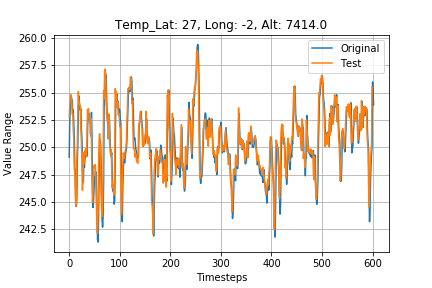 Temp_Lat: 27, Long: -2, Alt: 7414.0
Original
Test
Value Range
260.0
257.5
255.0
252.5
250.0
247.5
245.0
242.5
0 100 200 300 400 500 600
Timesteps